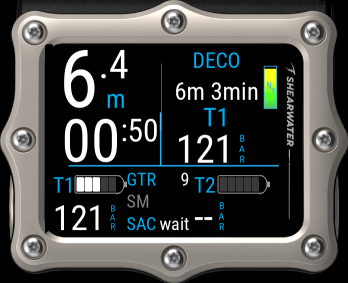 6.4 DECO
m 6m 3min
N₂
T1
00:50 121 BAR
T1 GTR 9 T2
SM
121 BAR SAC wait -- BAR
SHEARWATER